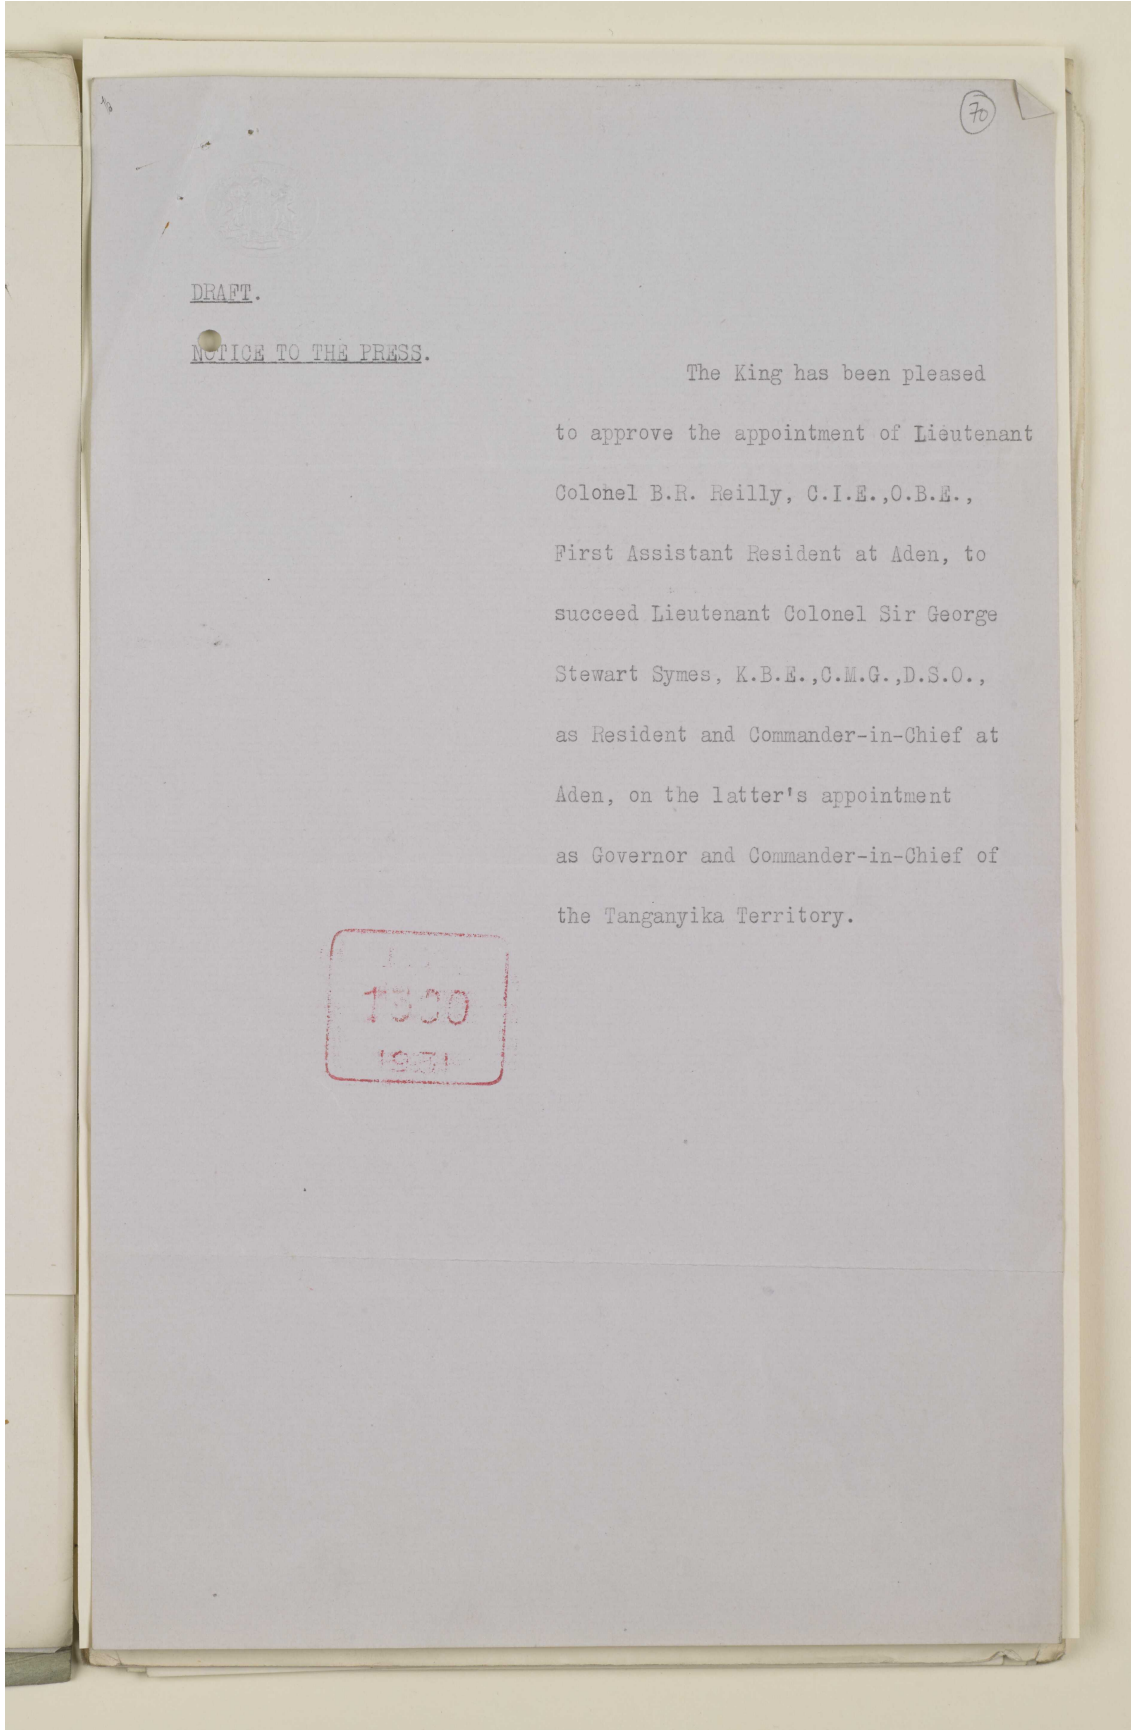 70
DRAFT.
NOTICE TO THE PRESS.
The King has been pleased
to approve the appointment of Lieutenant
Colonel B.R. Reilly, C.I.E.,O.B.E.,
First Assistant Resident at Aden, to
succeed Lieutenant Colonel Sir George
Stewart Symes, K.B.E.,C.M.G.,D.S.O.,
as Resident and Commander-in-Chief at
Aden, on the latter's appointment
as Governor and Commander-in-Chief of
the Tanganyika Territory.
1931